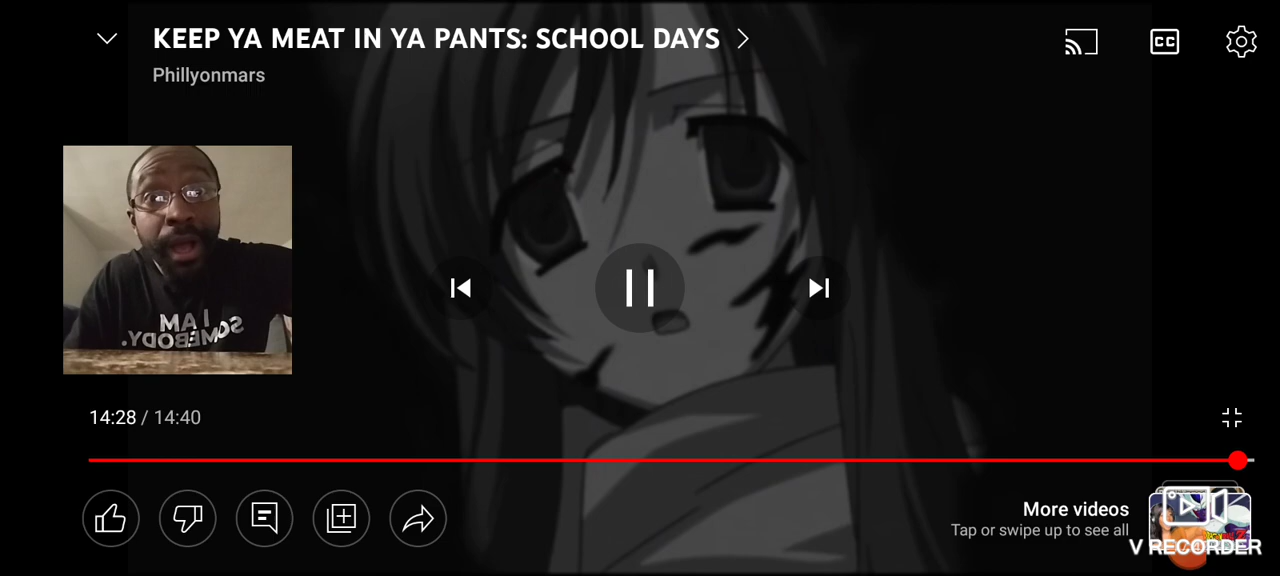 KEEP YA MEAT IN YA PANTS: SCHOOL DAYS
Phillyonmars
CC
I AM
SOMEBODY.
14:28 / 14:40
More videos
Tap or swipe up to see all
V RECORDER